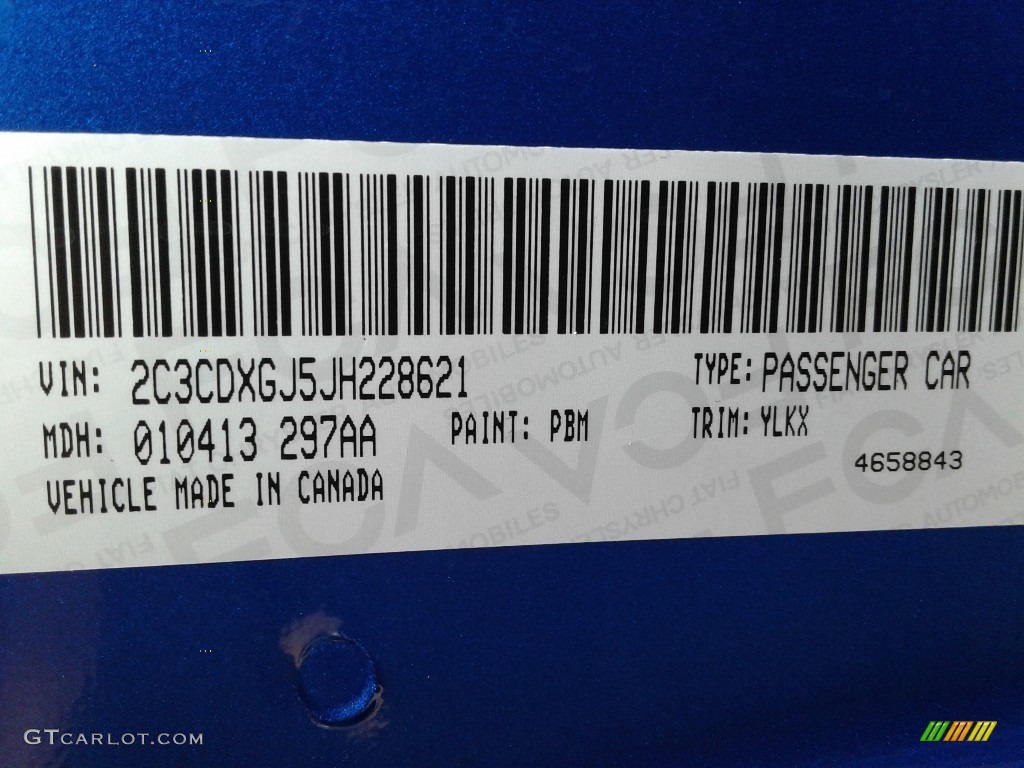 VIN: 2C3CDXGJ5JH228621 TYPE: PASSENGER CAR
MDH: 010413 297AA PAINT: PBM TRIM: YLKX
4658843
VEHICLE MADE IN CANADA
GTCARLOT.COM